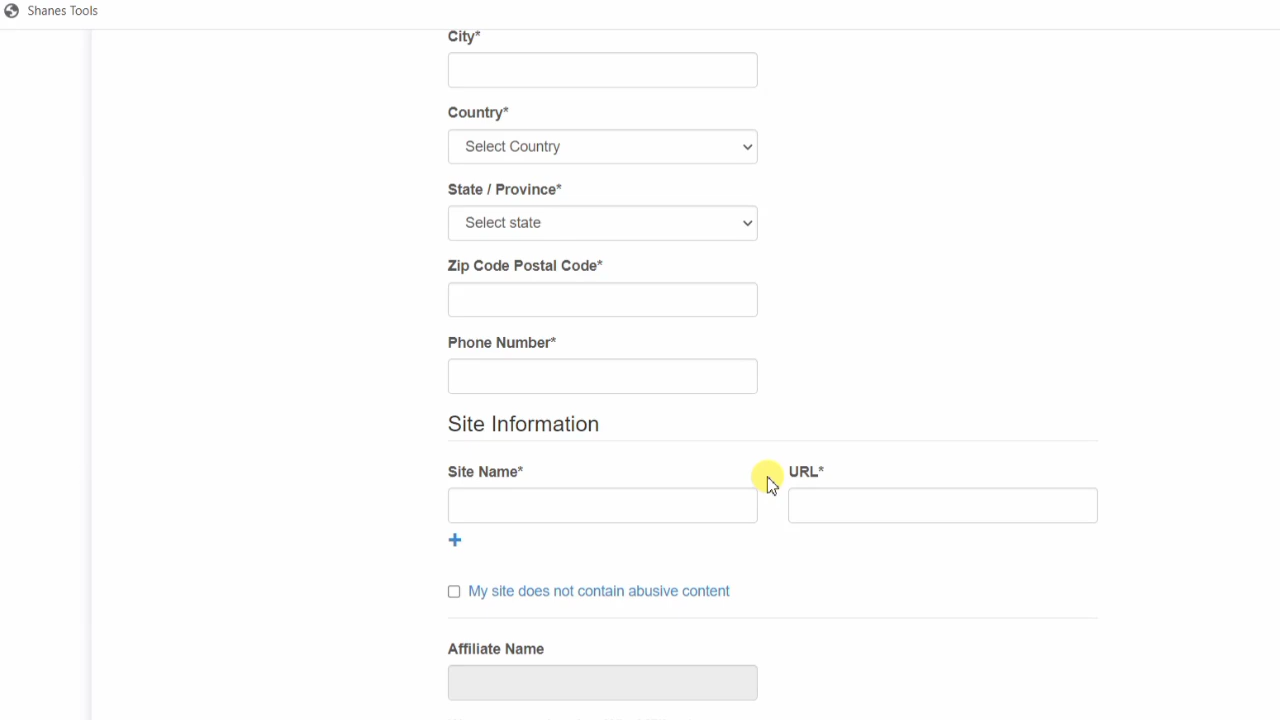 Shanes Tools
City*
Country*
Select Country
State / Province*
Select state
Zip Code Postal Code*
Phone Number*
Site Information
Site Name* URL*
+
My site does not contain abusive content
Affiliate Name